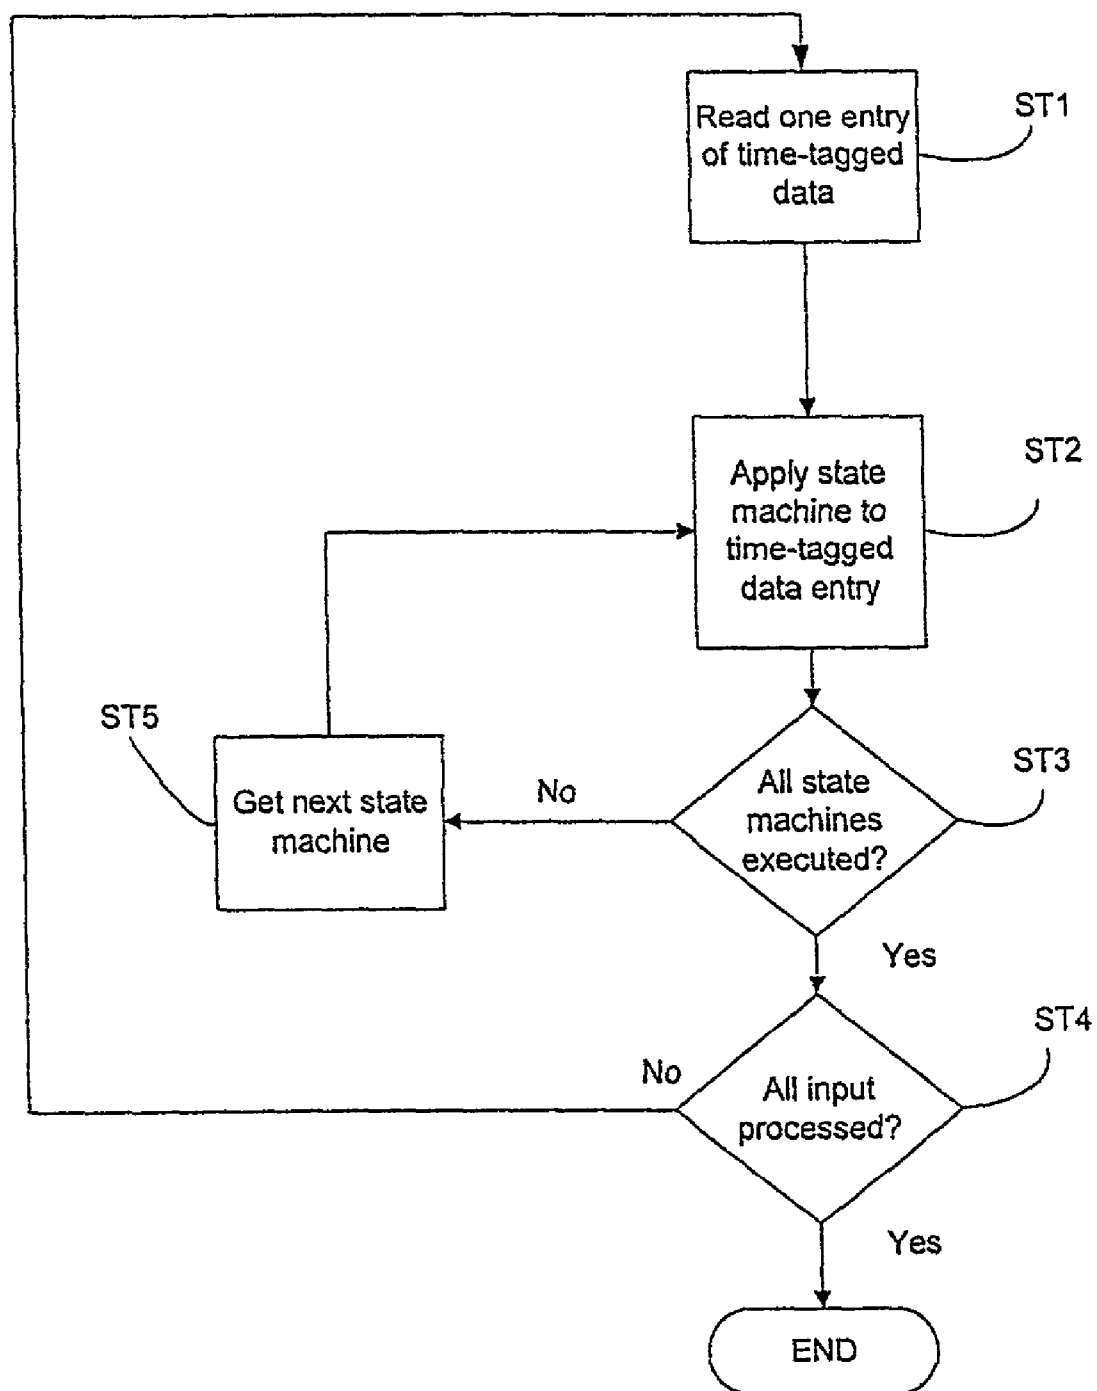 Read one entry
of time-tagged
data
ST1
Apply state
machine to
time-tagged
data entry
ST2
All state
machines
executed?
ST3
No
Get next state
machine
ST5
Yes
All input
processed?
ST4
No
Yes
END